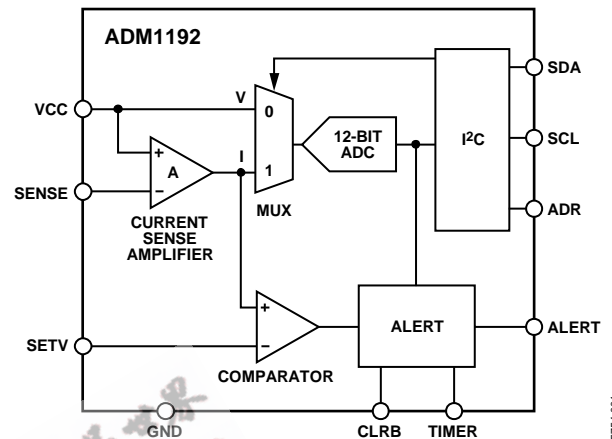 ADM1192
VCC
SENSE
SETV
V
I
+
–
A
CURRENT
SENSE
AMPLIFIER
0
1
MUX
12-BIT
ADC
I²C
SDA
SCL
ADR
+
–
COMPARATOR
ALERT
ALERT
GND
CLRB
TIMER